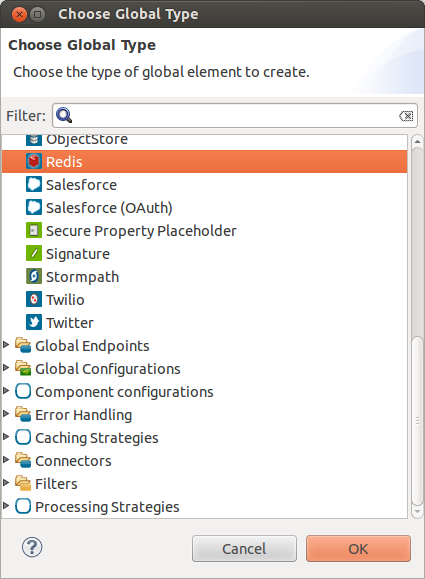 Choose Global Type
Choose Global Type
Choose the type of global element to create.
Filter:
ObjectStore
Redis
Salesforce
Salesforce (OAuth)
Secure Property Placeholder
Signature
Stormpath
Twilio
Twitter
Global Endpoints
Global Configurations
Component configurations
Error Handling
Caching Strategies
Connectors
Filters
Processing Strategies
Cancel
OK